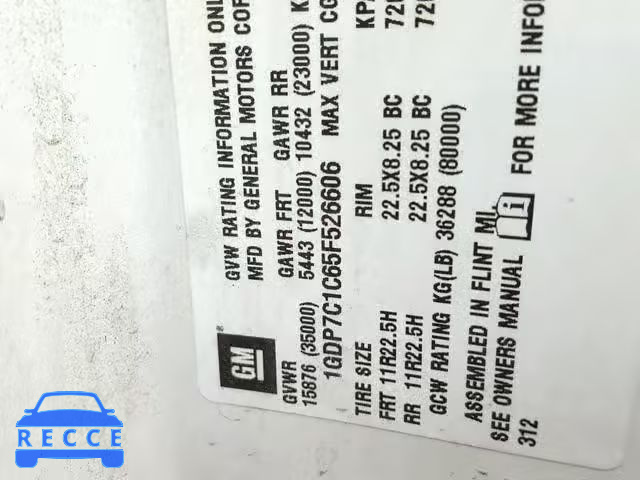 GVW RATING INFORMATION ONL
MFD BY GENERAL MOTORS COR
GM ®
GVWR GAWR FRT GAWR RR
15876 (35000) 5443 (12000) 10432 (23000) K
1GDP7C1C65F526606 MAX VERT CG
TIRE SIZE RIM KPA
FRT 11R22.5H 22.5X8.25 BC 720
RR 11R22.5H 22.5X8.25 BC 720
GCW RATING KG(LB) 36288 (80000)
ASSEMBLED IN FLINT MI.
SEE OWNERS MANUAL FOR MORE INFO
312
RECCE